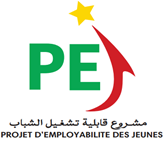 PEJ
مشروع قابلية تشغيل الشباب
PROJET D'EMPLOYABILITE DES JEUNES